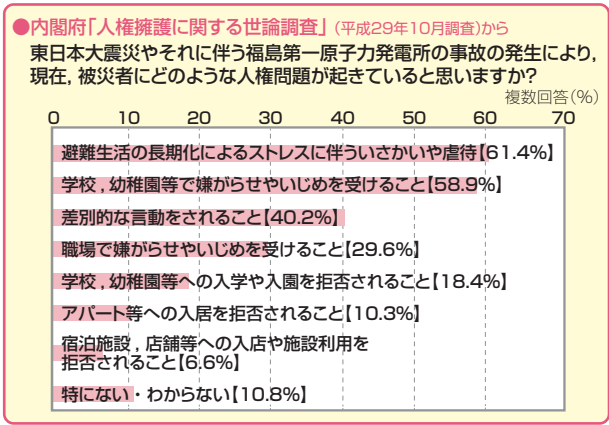 ●内閣府「人権擁護に関する世論調査」(平成29年10月調査)から
東日本大震災やそれに伴う福島第一原子力発電所の事故の発生により,
現在, 被災者にどのような人権問題が起きていると思いますか?
複数回答(%)
0 10 20 30 40 50 60 70
避難生活の長期化によるストレスに伴ういさかいや虐待【61.4%】
学校, 幼稚園等で嫌がらせやいじめを受けること【58.9%】
差別的な言動をされること【40.2%】
職場で嫌がらせやいじめを受けること【29.6%】
学校, 幼稚園等への入学や入園を拒否されること【18.4%】
アパート等への入居を拒否されること【10.3%】
宿泊施設, 店舗等への入店や施設利用を
拒否されること【6.6%】
特にない・わからない【10.8%】